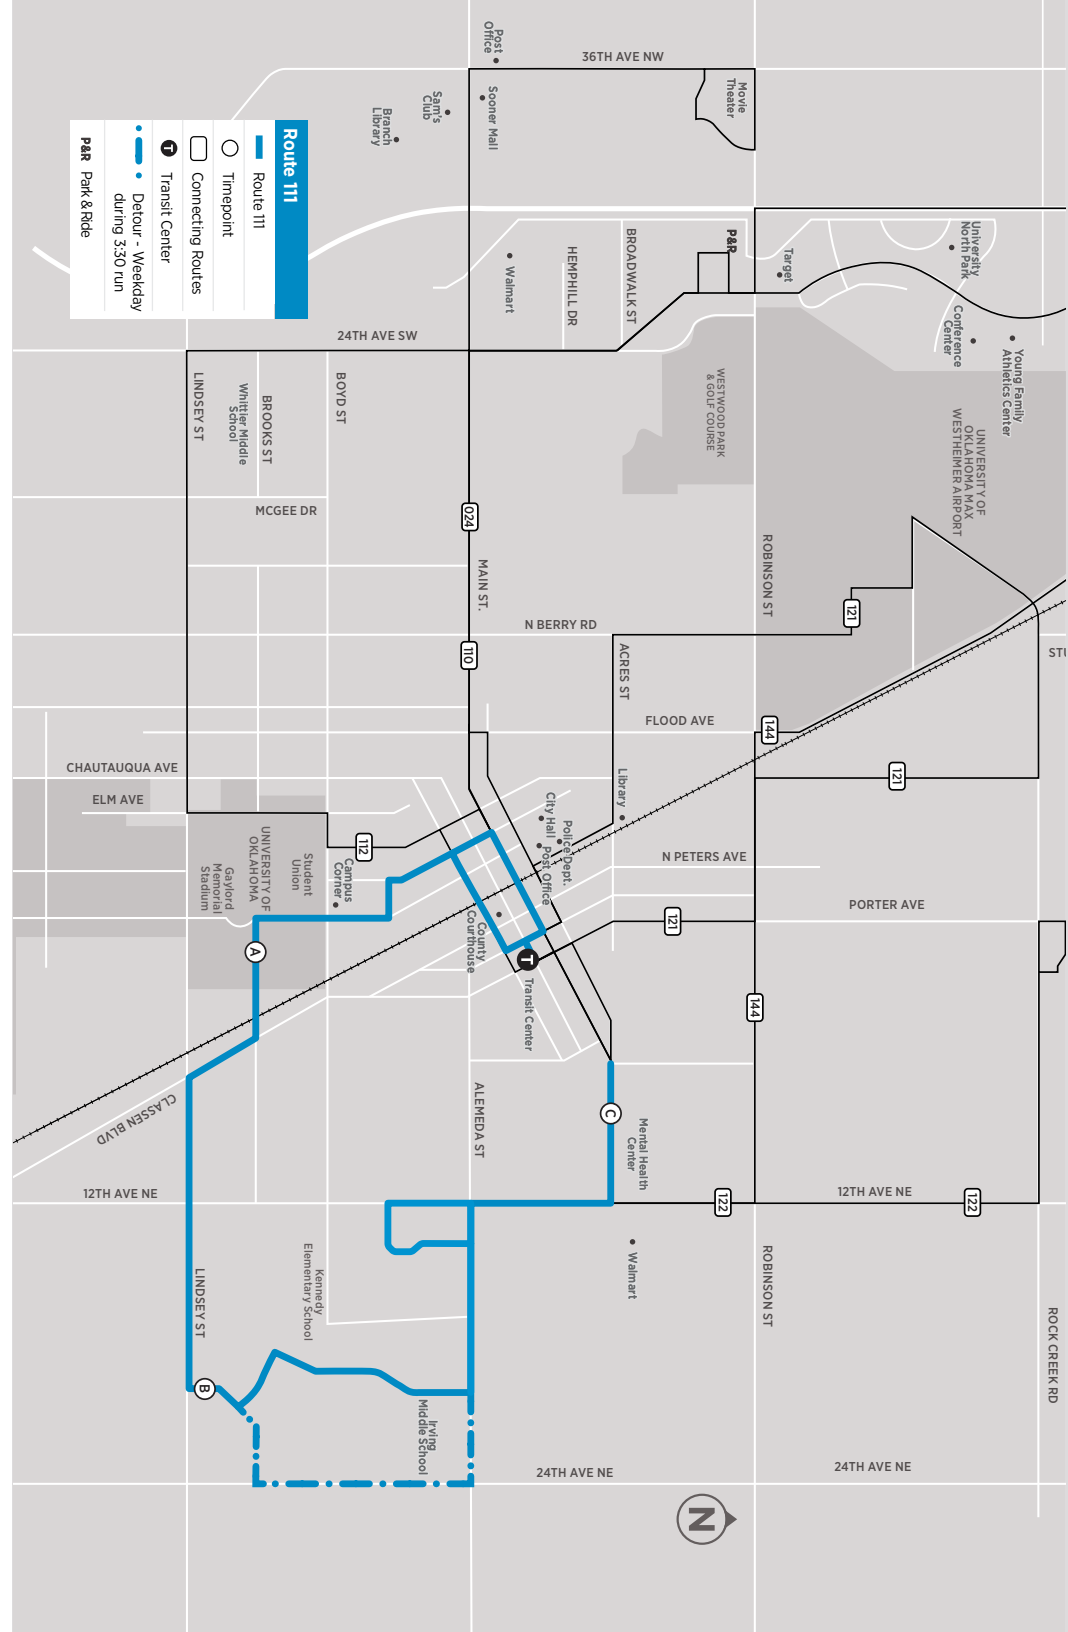 Route 111
Route 111
Timepoint
Connecting Routes
T
Transit Center
Detour - Weekday
during 3:30 run
P&R Park & Ride
Post
Office
36TH AVE NW
Movie
Theater
Sooner Mall
Sam's
Club
Branch
Library
University
North Park
P&R
Target
BROADWALK ST
HEMPHILL DR
Walmart
Conference
Center
Young Family
Athletics Center
24TH AVE SW
LINDSEY ST
Whittier Middle
School
BROOKS ST
BOYD ST
WESTWOOD PARK
& GOLF COURSE
UNIVERSITY OF
OKLAHOMA MAX
WESTHEIMER AIRPORT
MCGEE DR
024
MAIN ST.
ROBINSON ST
121
N BERRY RD
110
ACRES ST
STU
FLOOD AVE
144
CHAUTAUQUA AVE
ELM AVE
121
Library
City Hall
Police Dept.
Post Office
112
N PETERS AVE
UNIVERSITY OF
OKLAHOMA
Student
Union
Campus
Corner
Gaylord
Memorial
Stadium
PORTER AVE
121
County
Courthouse
A
T
Transit Center
144
CLASSEN BLVD
ALEMEDA ST
C
Mental Health
Center
12TH AVE NE
12TH AVE NE
122
122
Walmart
Kennedy
Elementary School
LINDSEY ST
ROBINSON ST
ROCK CREEK RD
B
Irving
Middle School
24TH AVE NE
24TH AVE NE
N